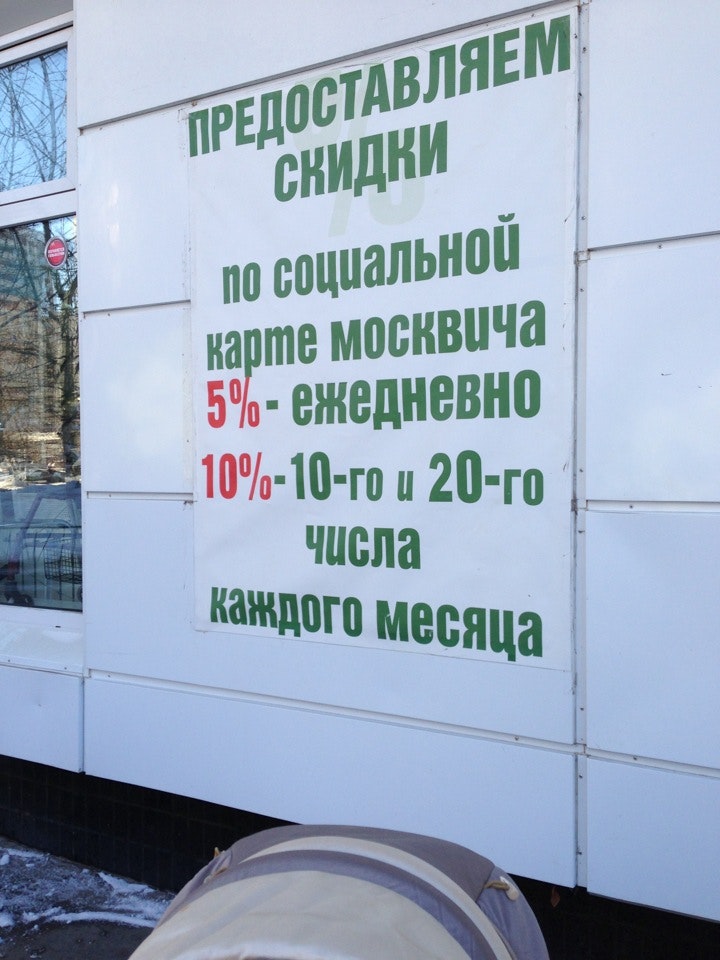 ПРЕДОСТАВЛЯЕМ
СКИДКИ
по социальной
карте москвича
5% - ежедневно
10%-10-го и 20-го
числа
каждого месяца